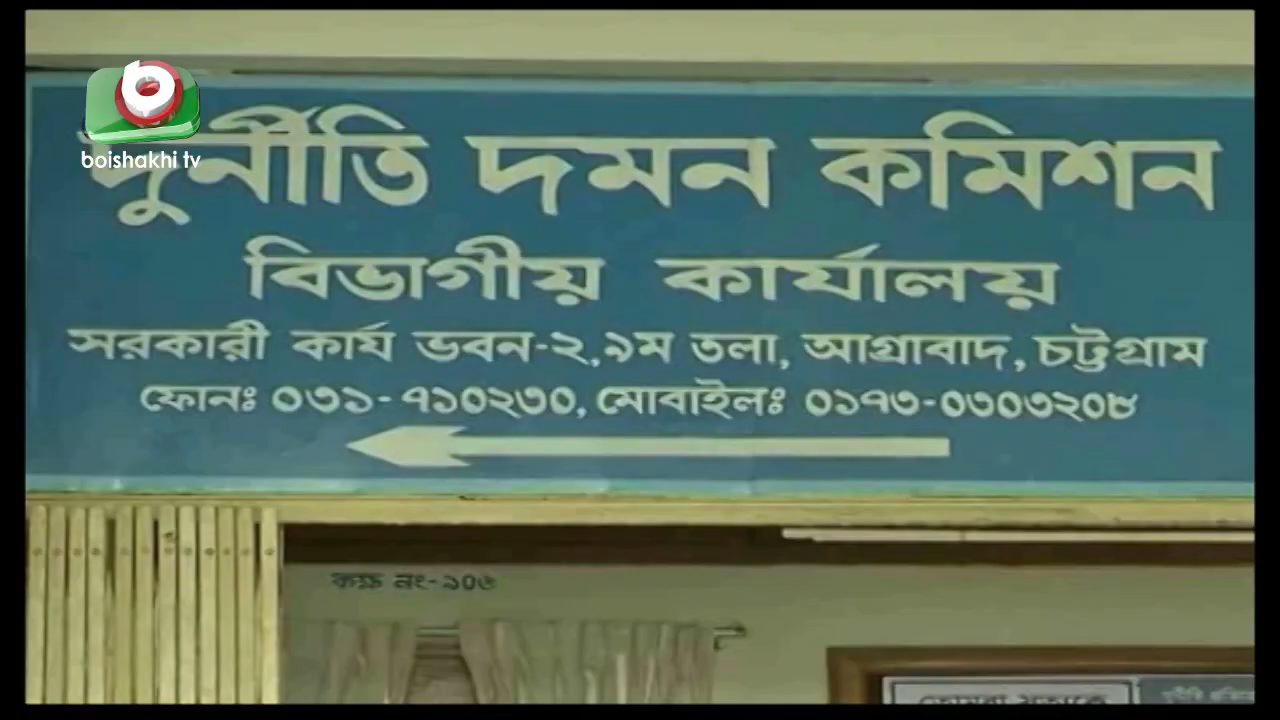 boishakhi tv
দুর্নীতি দমন কমিশন
বিভাগীয় কার্যালয়
সরকারী কার্য ভবন-২,৯ম তলা, আগ্রাবাদ, চট্টগ্রাম
ফোনঃ ০৩১-৭১০২৩০, মোবাইলঃ ০১৭৩-০৩০৩২০৮
কক্ষ নং-১০৬